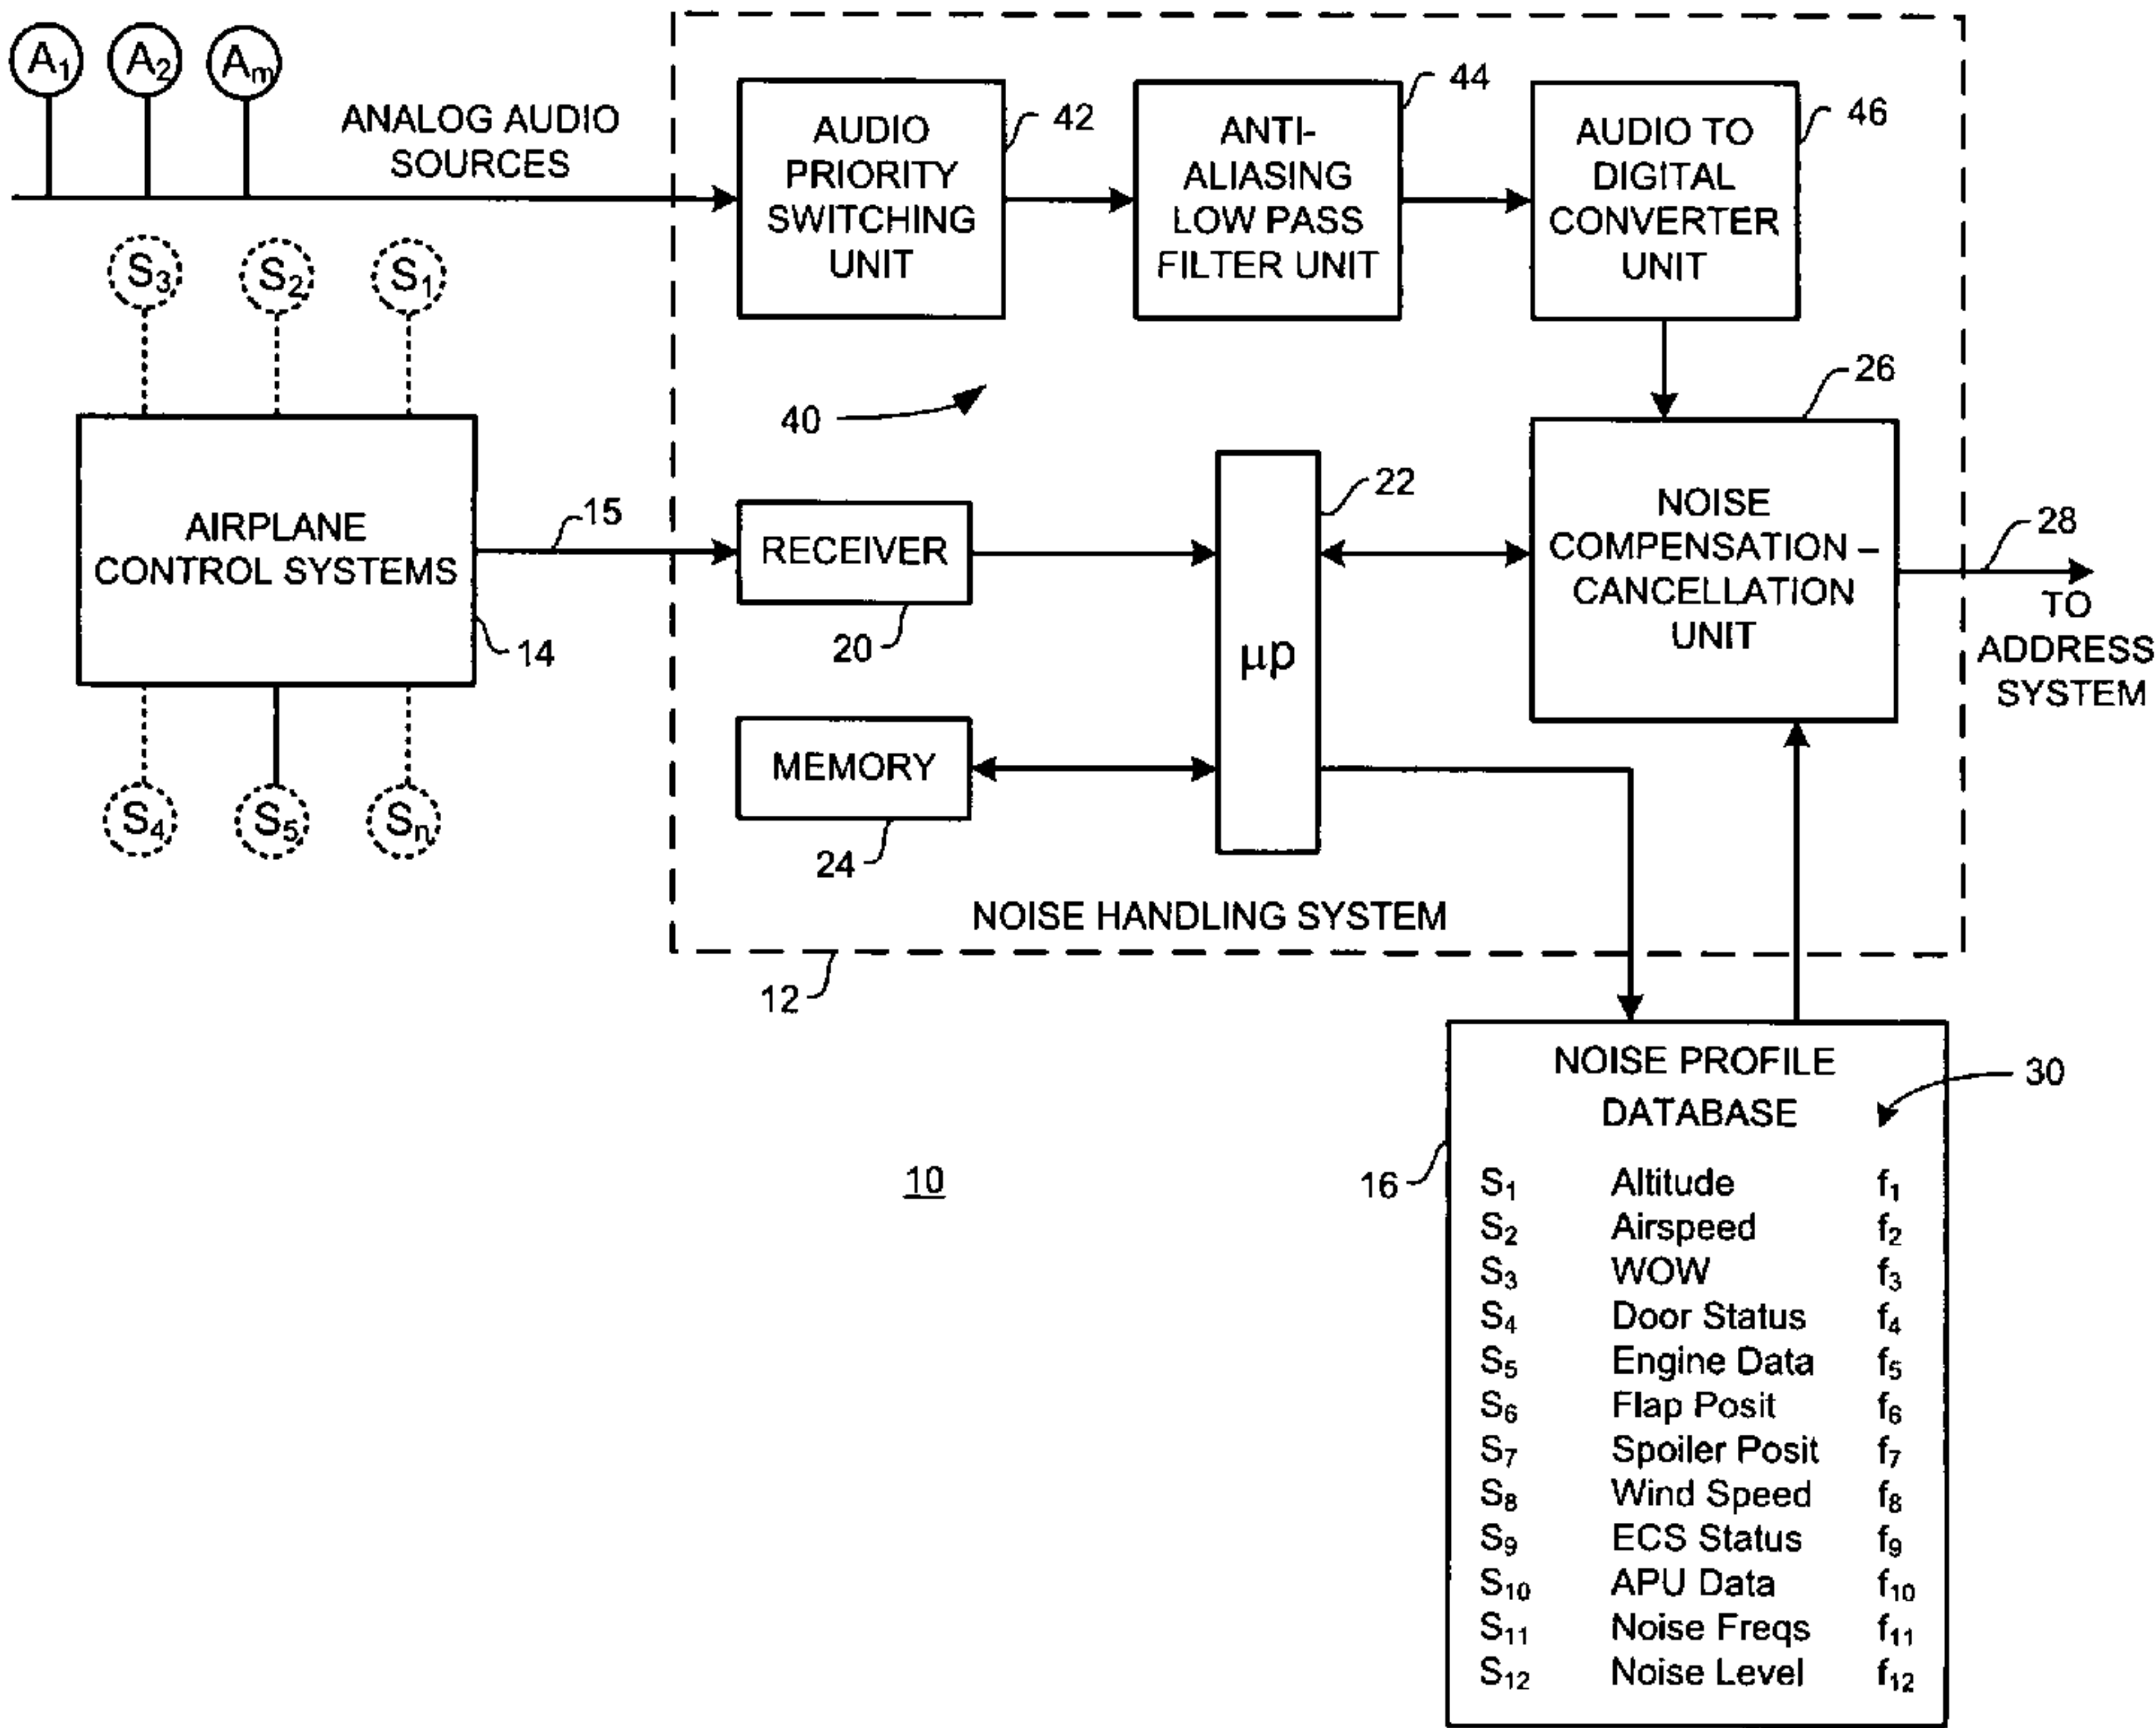 A1 A2 Am
ANALOG AUDIO
SOURCES
S3 S2 S1
AIRPLANE
CONTROL SYSTEMS
14
15
S4 S5 Sn
AUDIO
PRIORITY
SWITCHING
UNIT
42
ANTI-
ALIASING
LOW PASS
FILTER UNIT
44
AUDIO TO
DIGITAL
CONVERTER
UNIT
46
40
RECEIVER
20
MEMORY
24
µp
22
NOISE
COMPENSATION –
CANCELLATION
UNIT
26
28
TO
ADDRESS
SYSTEM
NOISE HANDLING SYSTEM
12
10
NOISE PROFILE
DATABASE
30
16
S1 Altitude f1
S2 Airspeed f2
S3 WOW f3
S4 Door Status f4
S5 Engine Data f5
S6 Flap Posit f6
S7 Spoiler Posit f7
S8 Wind Speed f8
S9 ECS Status f9
S10 APU Data f10
S11 Noise Freqs f11
S12 Noise Level f12